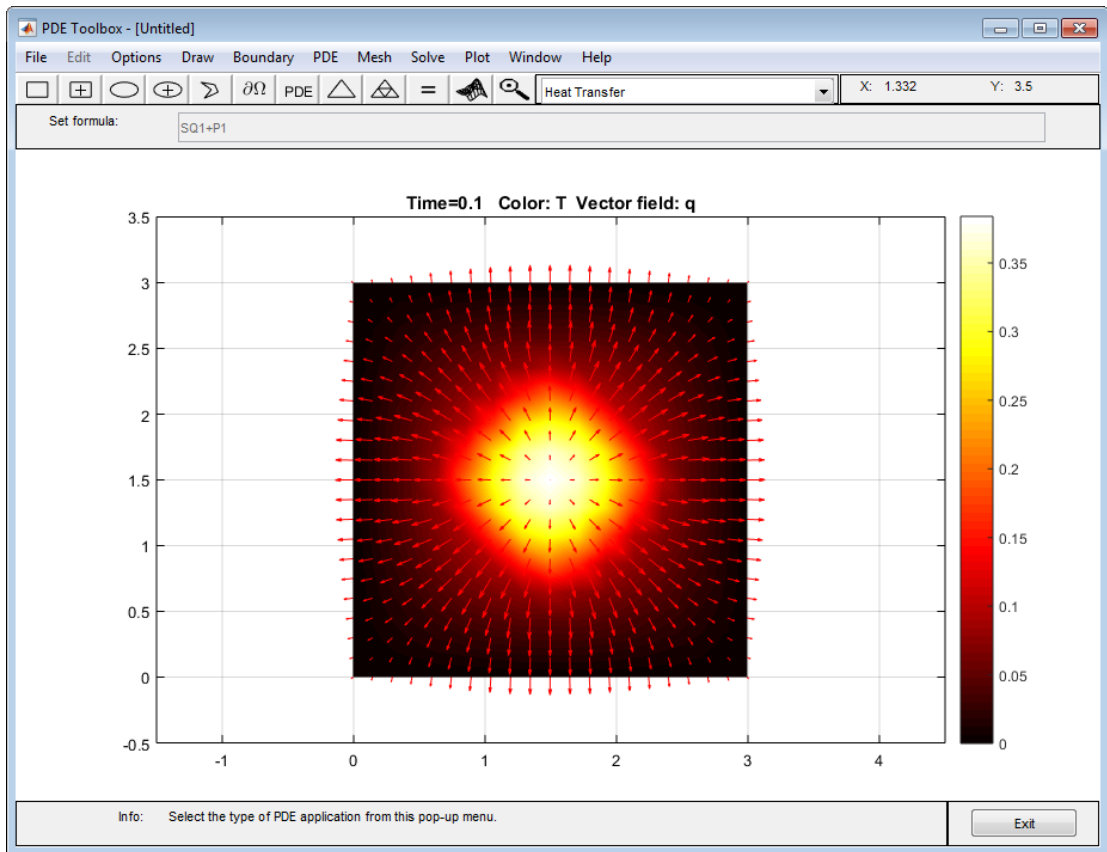 PDE Toolbox - [Untitled]
File Edit Options Draw Boundary PDE Mesh Solve Plot Window Help
∂Ω PDE = Heat Transfer X: 1.332 Y: 3.5
Set formula: SQ1+P1
Time=0.1 Color: T Vector field: q
3.5
3
2.5
2
1.5
1
0.5
0
-0.5
-1 0 1 2 3 4
0.35
0.3
0.25
0.2
0.15
0.1
0.05
0
Info: Select the type of PDE application from this pop-up menu.
Exit